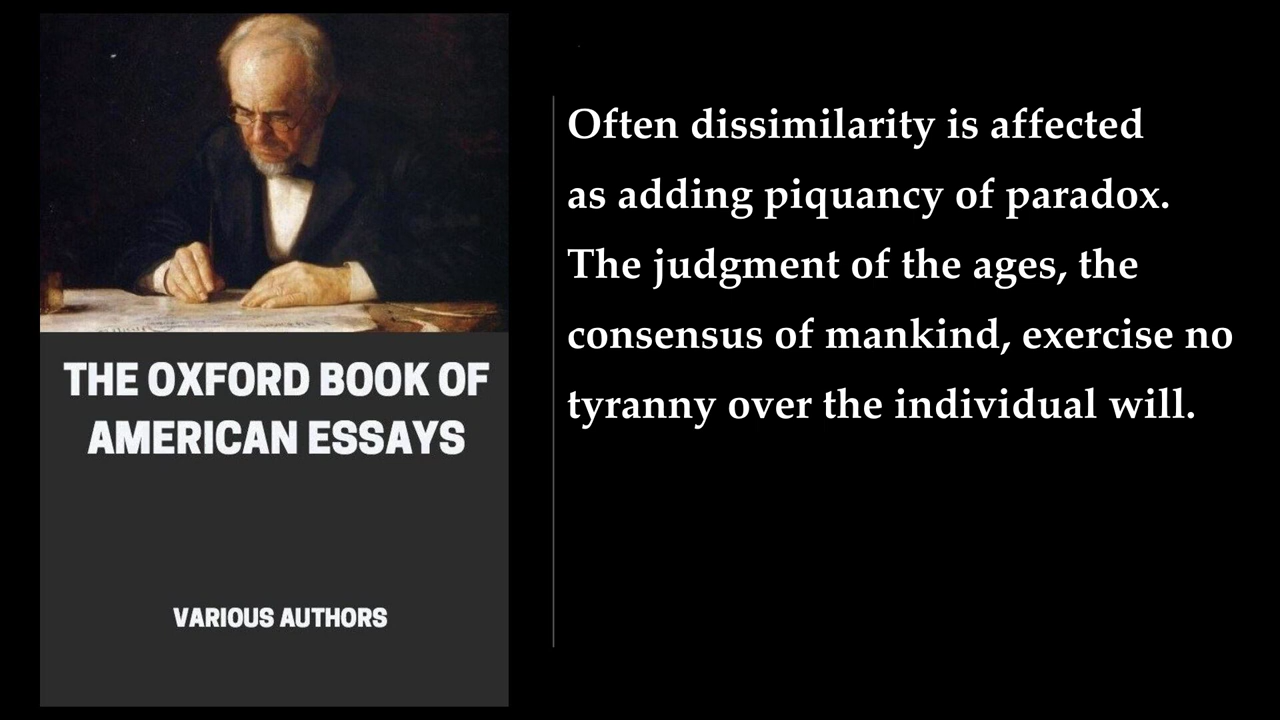 THE OXFORD BOOK OF
AMERICAN ESSAYS
VARIOUS AUTHORS
Often dissimilarity is affected
as adding piquancy of paradox.
The judgment of the ages, the
consensus of mankind, exercise no
tyranny over the individual will.